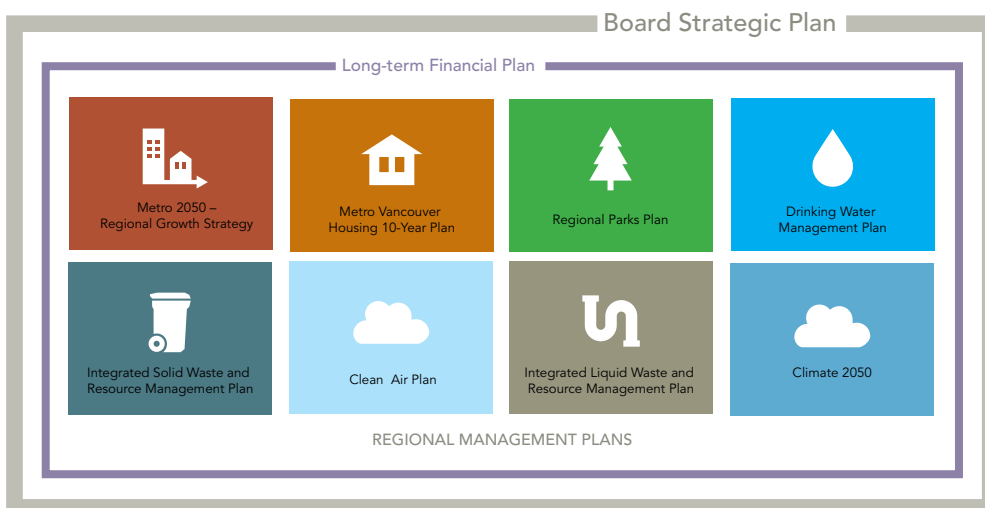 Board Strategic Plan
Long-term Financial Plan
Metro 2050 –
Regional Growth Strategy
Metro Vancouver
Housing 10-Year Plan
Regional Parks Plan
Drinking Water
Management Plan
Integrated Solid Waste and
Resource Management Plan
Clean Air Plan
Integrated Liquid Waste and
Resource Management Plan
Climate 2050
REGIONAL MANAGEMENT PLANS